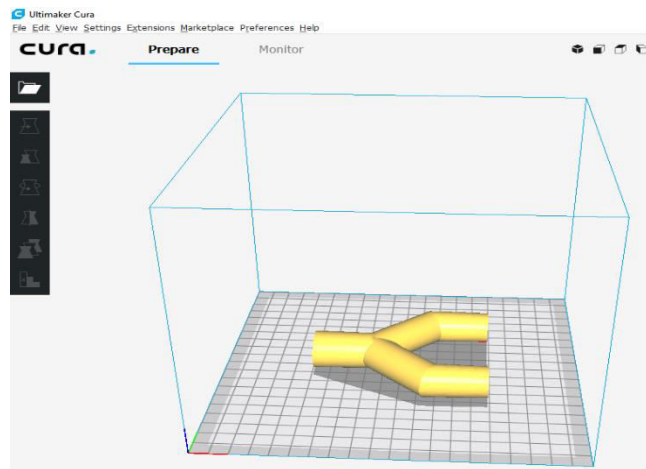 Ultimaker Cura
File Edit View Settings Extensions Marketplace Preferences Help
cura. Prepare Monitor